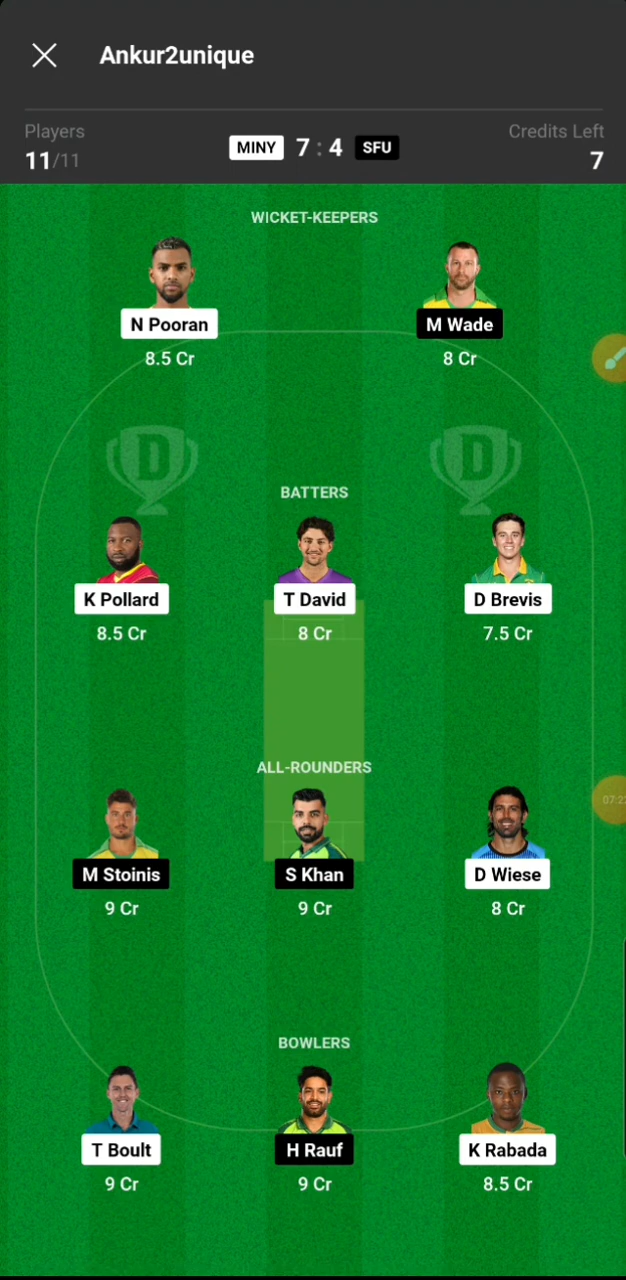 Ankur2unique
Players
Credits Left
11/11
MINY 7 : 4 SFU
7
WICKET-KEEPERS
N Pooran
M Wade
8.5 Cr
8 Cr
D
D
BATTERS
K Pollard
T David
D Brevis
8.5 Cr
8 Cr
7.5 Cr
ALL-ROUNDERS
07:2
M Stoinis
S Khan
D Wiese
9 Cr
9 Cr
8 Cr
BOWLERS
T Boult
H Rauf
K Rabada
9 Cr
9 Cr
8.5 Cr